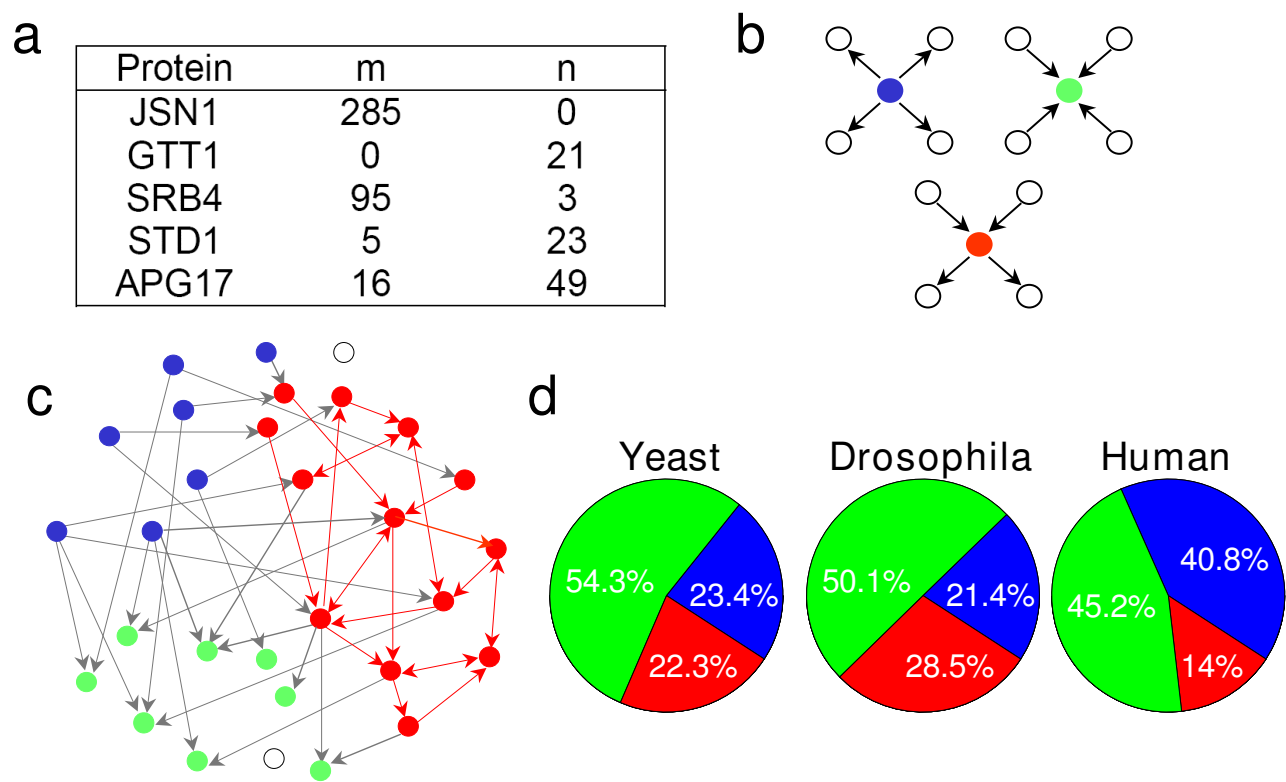 a
Protein m n
JSN1 285 0
GTT1 0 21
SRB4 95 3
STD1 5 23
APG17 16 49
b
c
d
Yeast Drosophila Human
54.3% 23.4% 22.3%
50.1% 21.4% 28.5%
45.2% 40.8% 14%